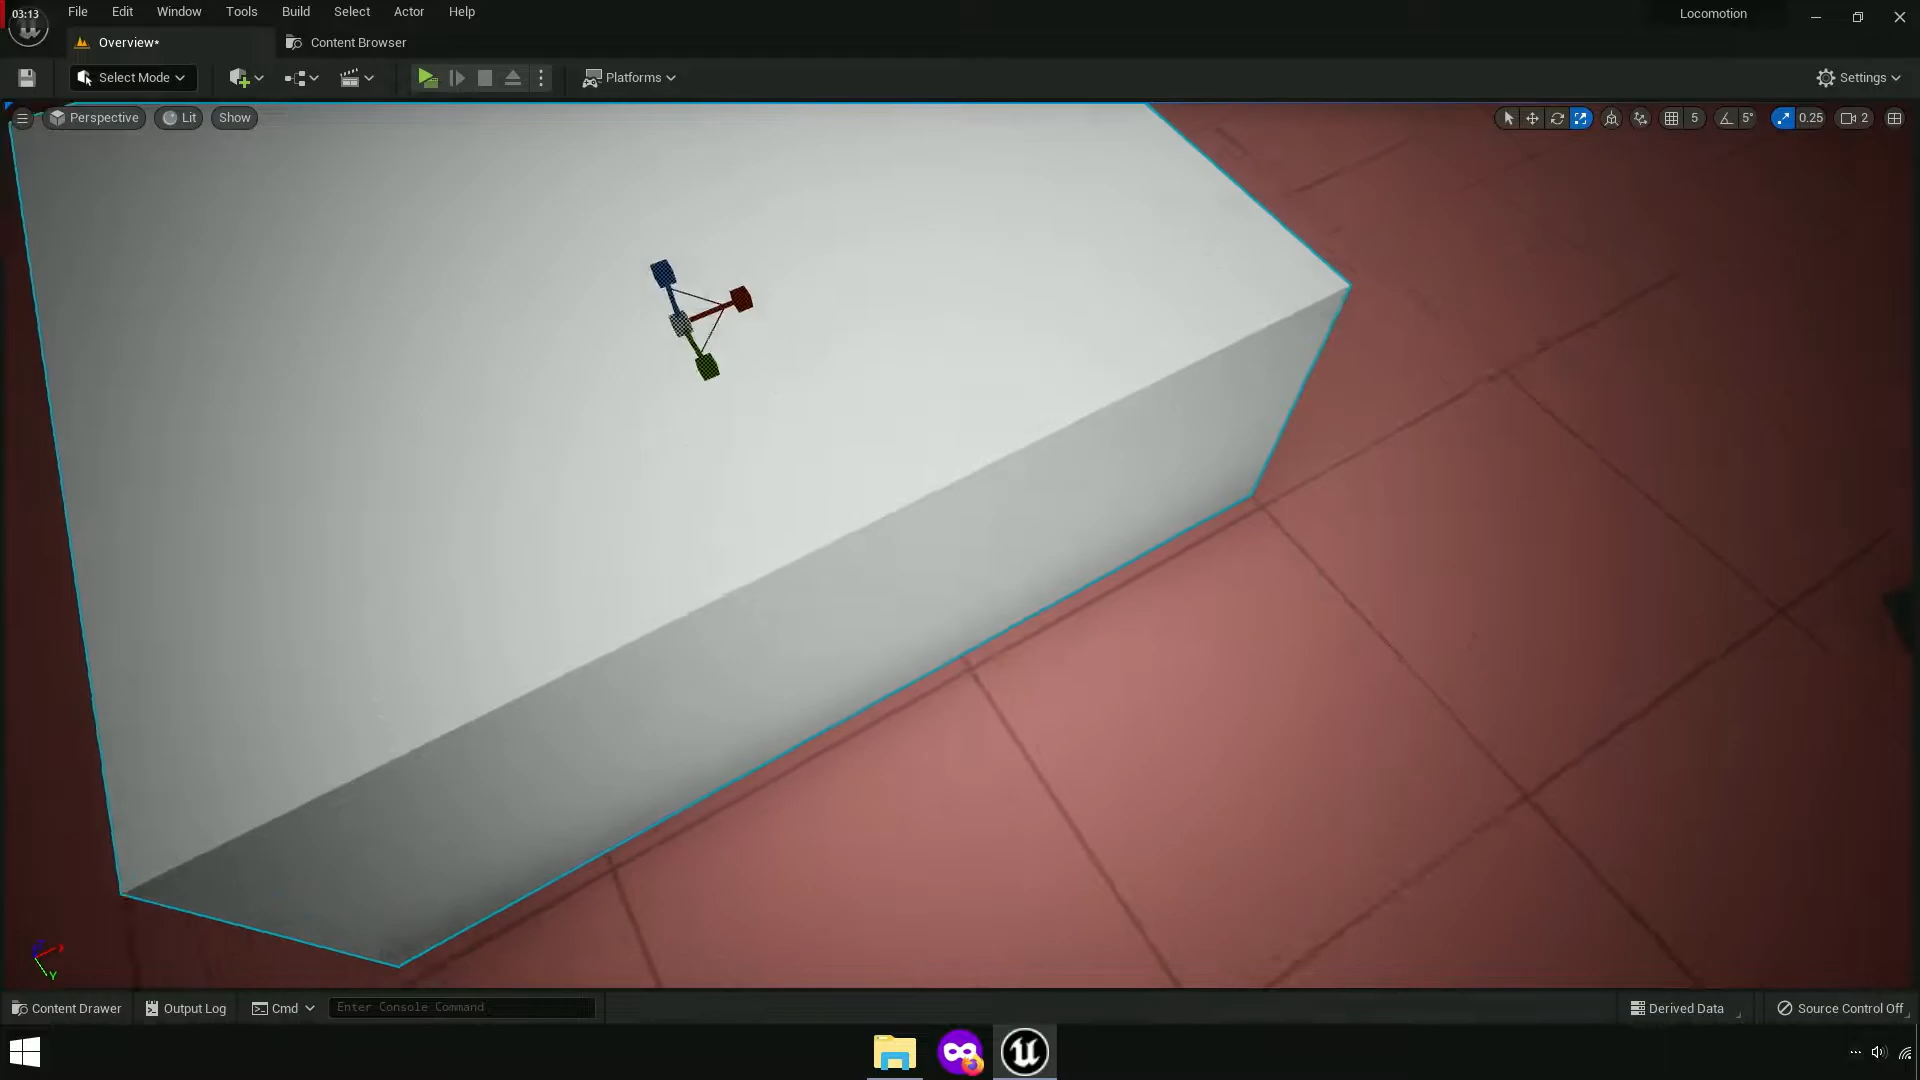 03:13
File Edit Window Tools Build Select Actor Help
Locomotion
Overview*
Content Browser
Select Mode
Platforms
Settings
Perspective
Lit
Show
5
5°
0.25
2
X
Y
Content Drawer
Output Log
Cmd
Enter Console Command
Derived Data
Source Control Off